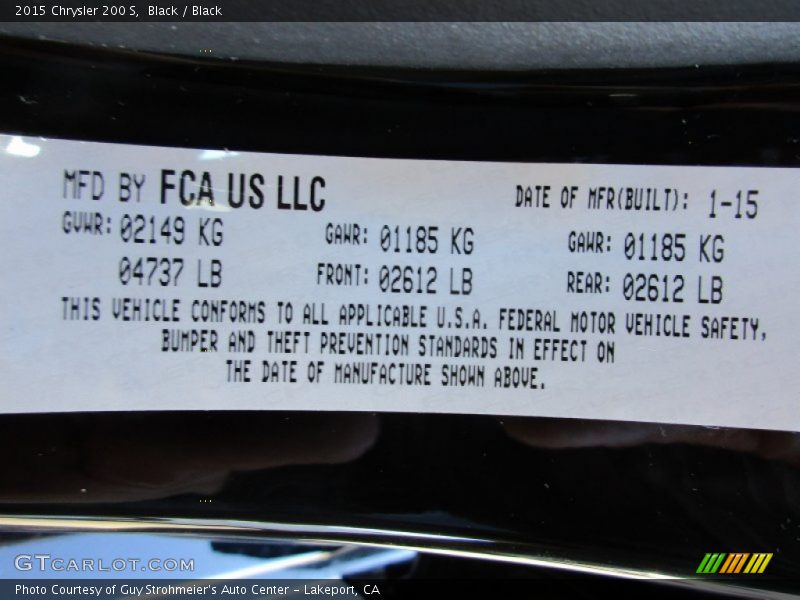 2015 Chrysler 200 S, Black / Black
MFD BY FCA US LLC DATE OF MFR(BUILT): 1-15
GVWR: 02149 KG GAWR: 01185 KG GAWR: 01185 KG
04737 LB FRONT: 02612 LB REAR: 02612 LB
THIS VEHICLE CONFORMS TO ALL APPLICABLE U.S.A. FEDERAL MOTOR VEHICLE SAFETY,
BUMPER AND THEFT PREVENTION STANDARDS IN EFFECT ON
THE DATE OF MANUFACTURE SHOWN ABOVE.
GTCARLOT.COM
Photo Courtesy of Guy Strohmeier's Auto Center - Lakeport, CA